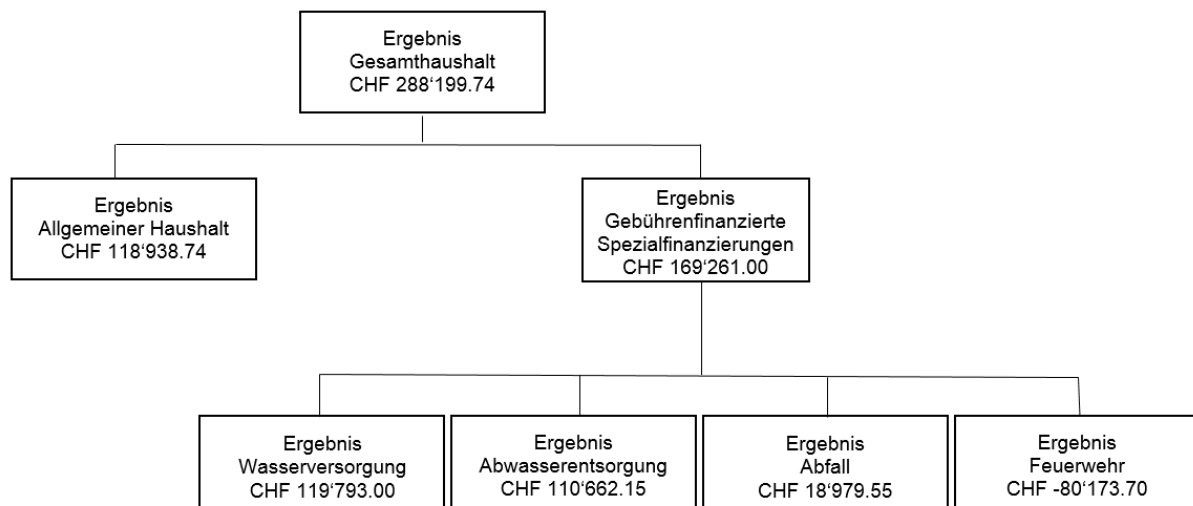 Ergebnis
Gesamthaushalt
CHF 288‘199.74
Ergebnis
Allgemeiner Haushalt
CHF 118‘938.74
Ergebnis
Gebührenfinanzierte
Spezialfinanzierungen
CHF 169‘261.00
Ergebnis
Wasserversorgung
CHF 119‘793.00
Ergebnis
Abwasserentsorgung
CHF 110‘662.15
Ergebnis
Abfall
CHF 18‘979.55
Ergebnis
Feuerwehr
CHF -80‘173.70